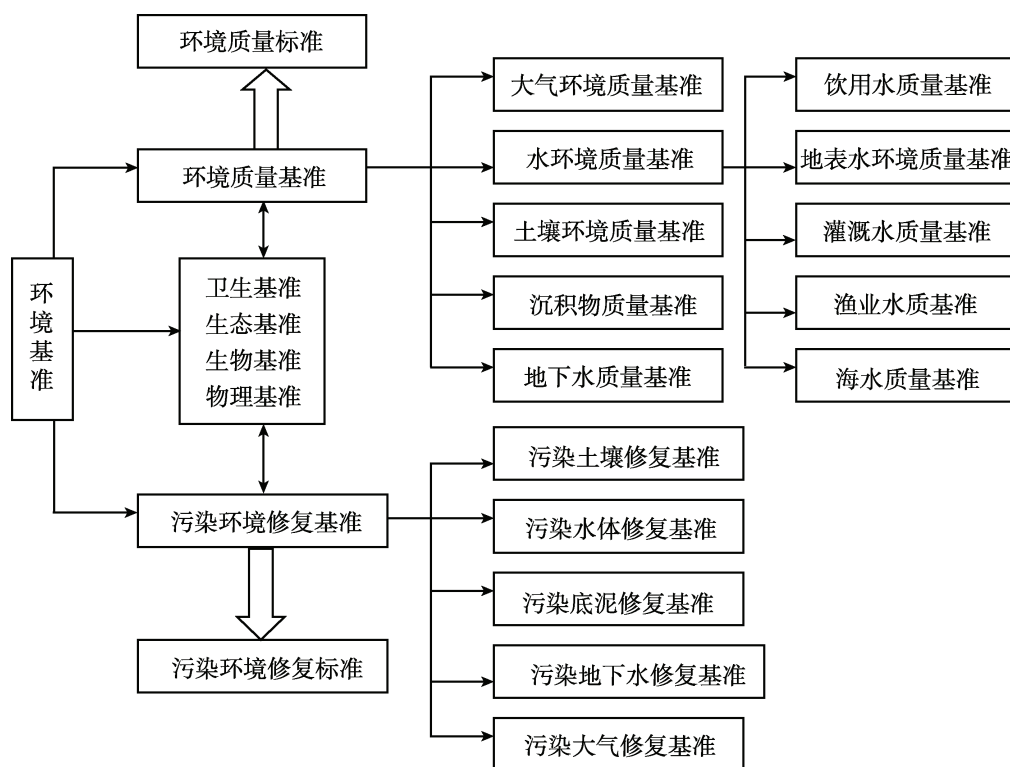 环境质量标准
环境质量基准
环境基准
卫生基准
生态基准
生物基准
物理基准
污染环境修复基准
污染环境修复标准
大气环境质量基准
水环境质量基准
土壤环境质量基准
沉积物质量基准
地下水质量基准
饮用水质量基准
地表水环境质量基准
灌溉水质量基准
渔业水质基准
海水质量基准
污染土壤修复基准
污染水体修复基准
污染底泥修复基准
污染地下水修复基准
污染大气修复基准